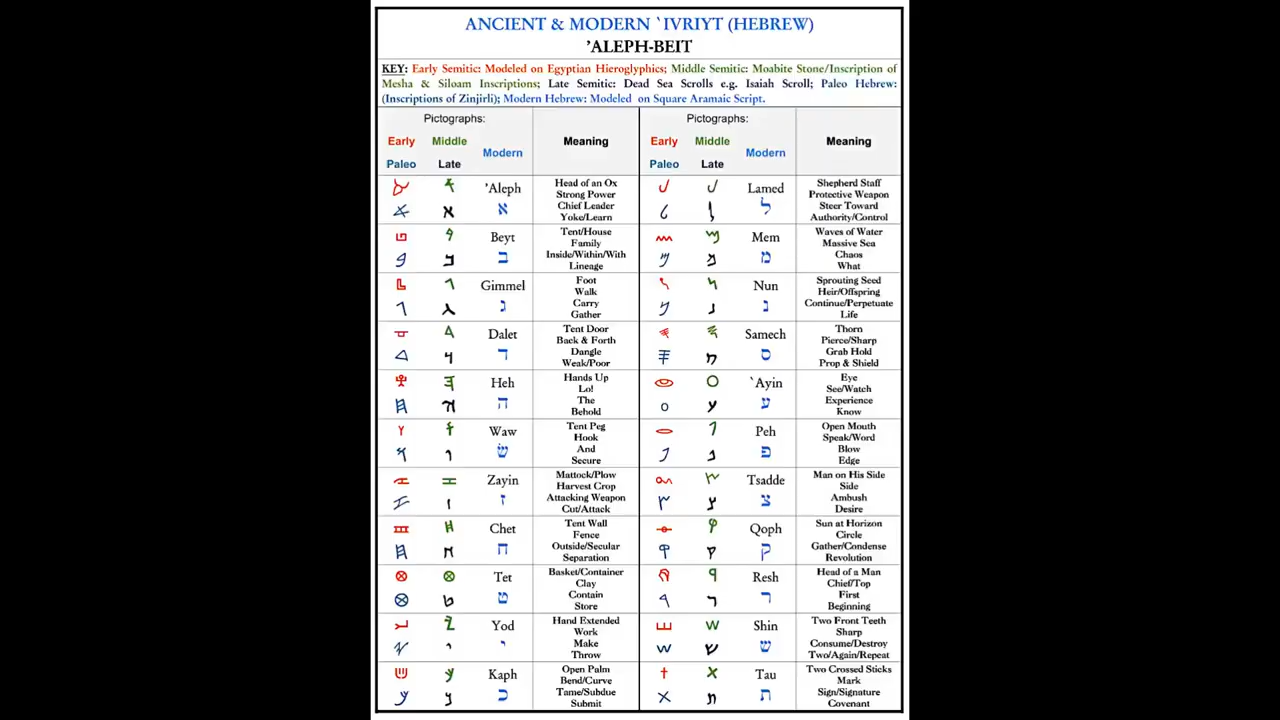 ANCIENT & MODERN `IVRIYT (HEBREW)
’ALEPH-BEIT
KEY: Early Semitic: Modeled on Egyptian Hieroglyphics; Middle Semitic: Moabite Stone/Inscription of
Mesha & Siloam Inscriptions; Late Semitic: Dead Sea Scrolls e.g. Isaiah Scroll; Paleo Hebrew:
(Inscriptions of Zinjirli); Modern Hebrew: Modeled on Square Aramaic Script.
Pictographs:
Early Middle
Modern
Paleo Late
Meaning
’Aleph
א
Head of an Ox
Strong Power
Chief Leader
Yoke/Learn
Beyt
ב
Tent/House
Family
Inside/Within/With
Lineage
Gimmel
ג
Foot
Walk
Carry
Gather
Dalet
ד
Tent Door
Back & Forth
Dangle
Weak/Poor
Heh
ה
Hands Up
Lo!
The
Behold
Waw
Tent Peg
Hook
And
Secure
Zayin
ז
Mattock/Plow
Harvest Crop
Attacking Weapon
Cut/Attack
Chet
ח
Tent Wall
Fence
Outside/Secular
Separation
Tet
ט
Basket/Container
Clay
Contain
Store
Yod
י
Hand Extended
Work
Make
Throw
Kaph
כ
Open Palm
Bend/Curve
Tame/Subdue
Submit
Pictographs:
Early Middle
Modern
Paleo Late
Meaning
Lamed
ל
Shepherd Staff
Protective Weapon
Steer Toward
Authority/Control
Mem
מ
Waves of Water
Massive Sea
Chaos
What
Nun
נ
Sprouting Seed
Heir/Offspring
Continue/Perpetuate
Life
Samech
ס
Thorn
Pierce/Sharp
Grab Hold
Prop & Shield
`Ayin
ע
Eye
See/Watch
Experience
Know
Peh
פ
Open Mouth
Speak/Word
Blow
Edge
Tsadde
צ
Man on His Side
Side
Ambush
Desire
Qoph
ק
Sun at Horizon
Circle
Gather/Condense
Revolution
Resh
ר
Head of a Man
Chief/Top
First
Beginning
Shin
ש
Two Front Teeth
Sharp
Consume/Destroy
Two/Again/Repeat
Tau
ת
Two Crossed Sticks
Mark
Sign/Signature
Covenant